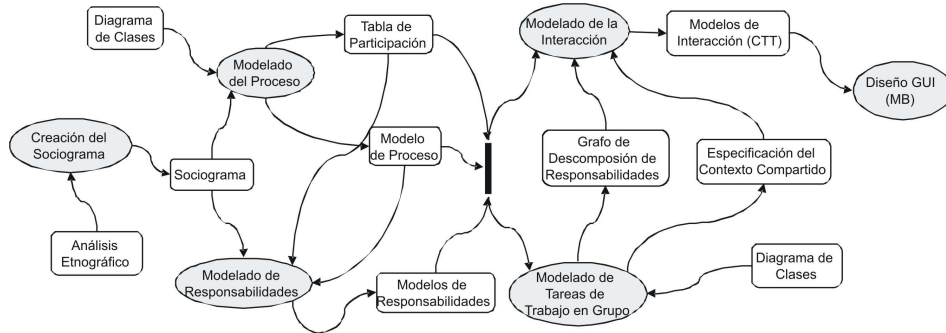 Diagrama
de Clases
Tabla de
Participación
Modelado de la
Interacción
Modelos de
Interacción (CTT)
Modelado
del Proceso
Diseño GUI
(MB)
Creación del
Sociograma
Sociograma
Modelo
de Proceso
Grafo de
Descomposión de
Responsabilidades
Especificación del
Contexto Compartido
Análisis
Etnográfico
Modelado de
Responsabilidades
Modelos de
Responsabilidades
Modelado de
Tareas de
Trabajo en Grupo
Diagrama de
Clases